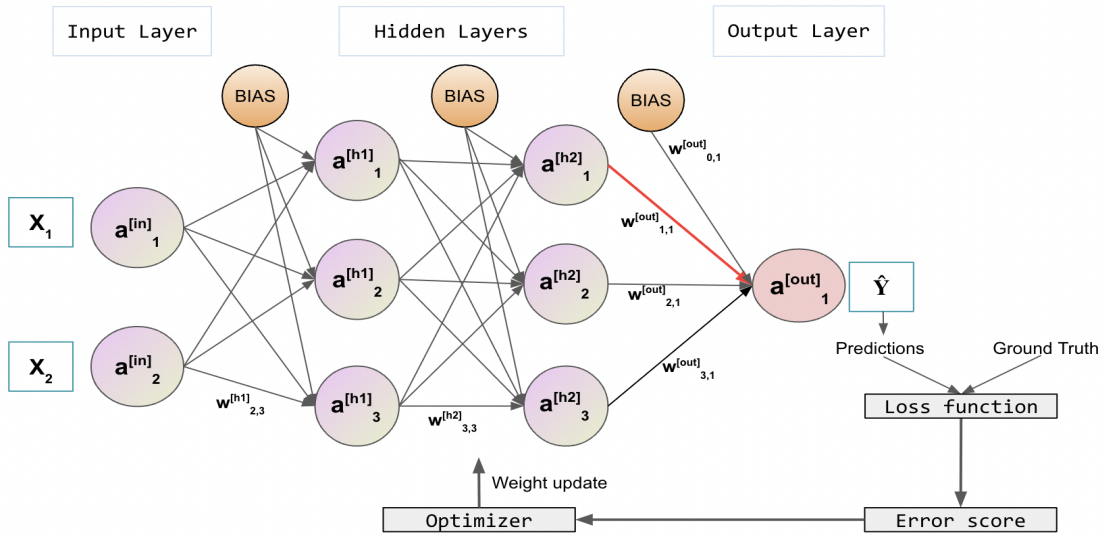 Input Layer
Hidden Layers
Output Layer
BIAS
BIAS
BIAS
w[out]0,1
a[h1]1
a[h2]1
X1
a[in]1
w[out]1,1
a[h1]2
a[h2]2
w[out]2,1
a[out]1
Ŷ
Predictions
Ground Truth
X2
a[in]2
w[out]3,1
w[h1]2,3
a[h1]3
w[h2]3,3
a[h2]3
Loss function
Weight update
Optimizer
Error score